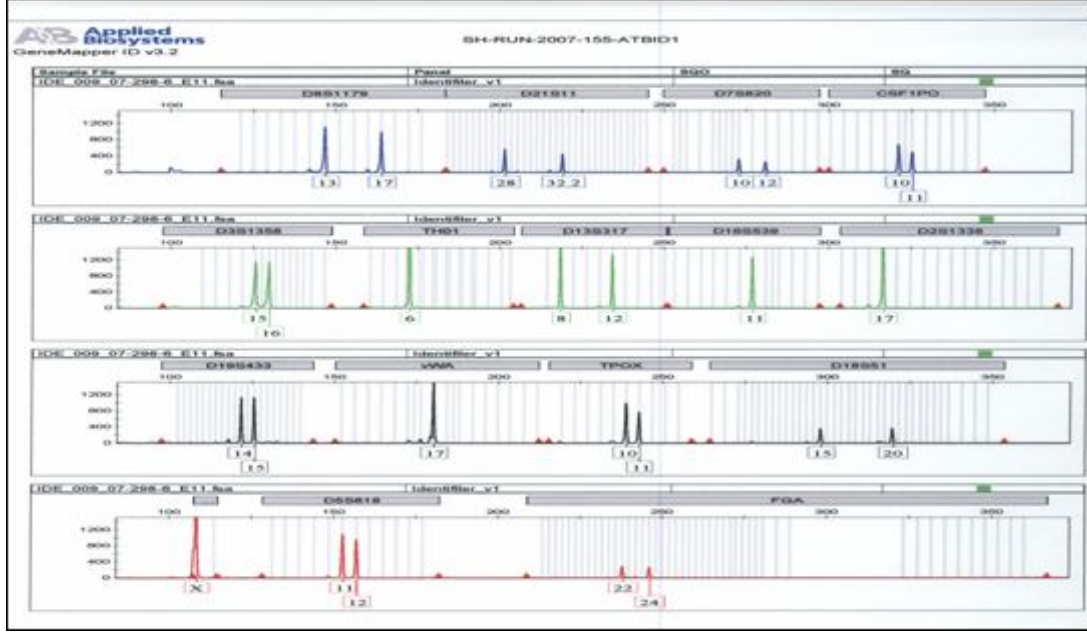 AB Applied
Biosystems
GeneMapper ID v3.2
SH-RUN-2007-155-ATBID1
Sample File Panel SQO SQ
IDE_009_07-298-6_E11.fsa Identifiler_v1
D8S1179 D21S11 D7S820 CSF1PO
100 150 200 250 300 350
1200
800
400
0
13 17 28 32.2 10 12 10
11
IDE_009_07-298-6_E11.fsa Identifiler_v1
D3S1358 TH01 D13S317 D16S539 D2S1338
100 150 200 250 300 350
1200
800
400
0
15 6 8 12 11 17
16
IDE_009_07-298-6_E11.fsa Identifiler_v1
D19S433 vWA TPOX D18S51
100 150 200 250 300 350
1200
800
400
0
14 17 10 15 20
15 11
IDE_009_07-298-6_E11.fsa Identifiler_v1
D5S818 FGA
100 150 200 250 300 350
1200
800
400
0
X 11 22
12 24